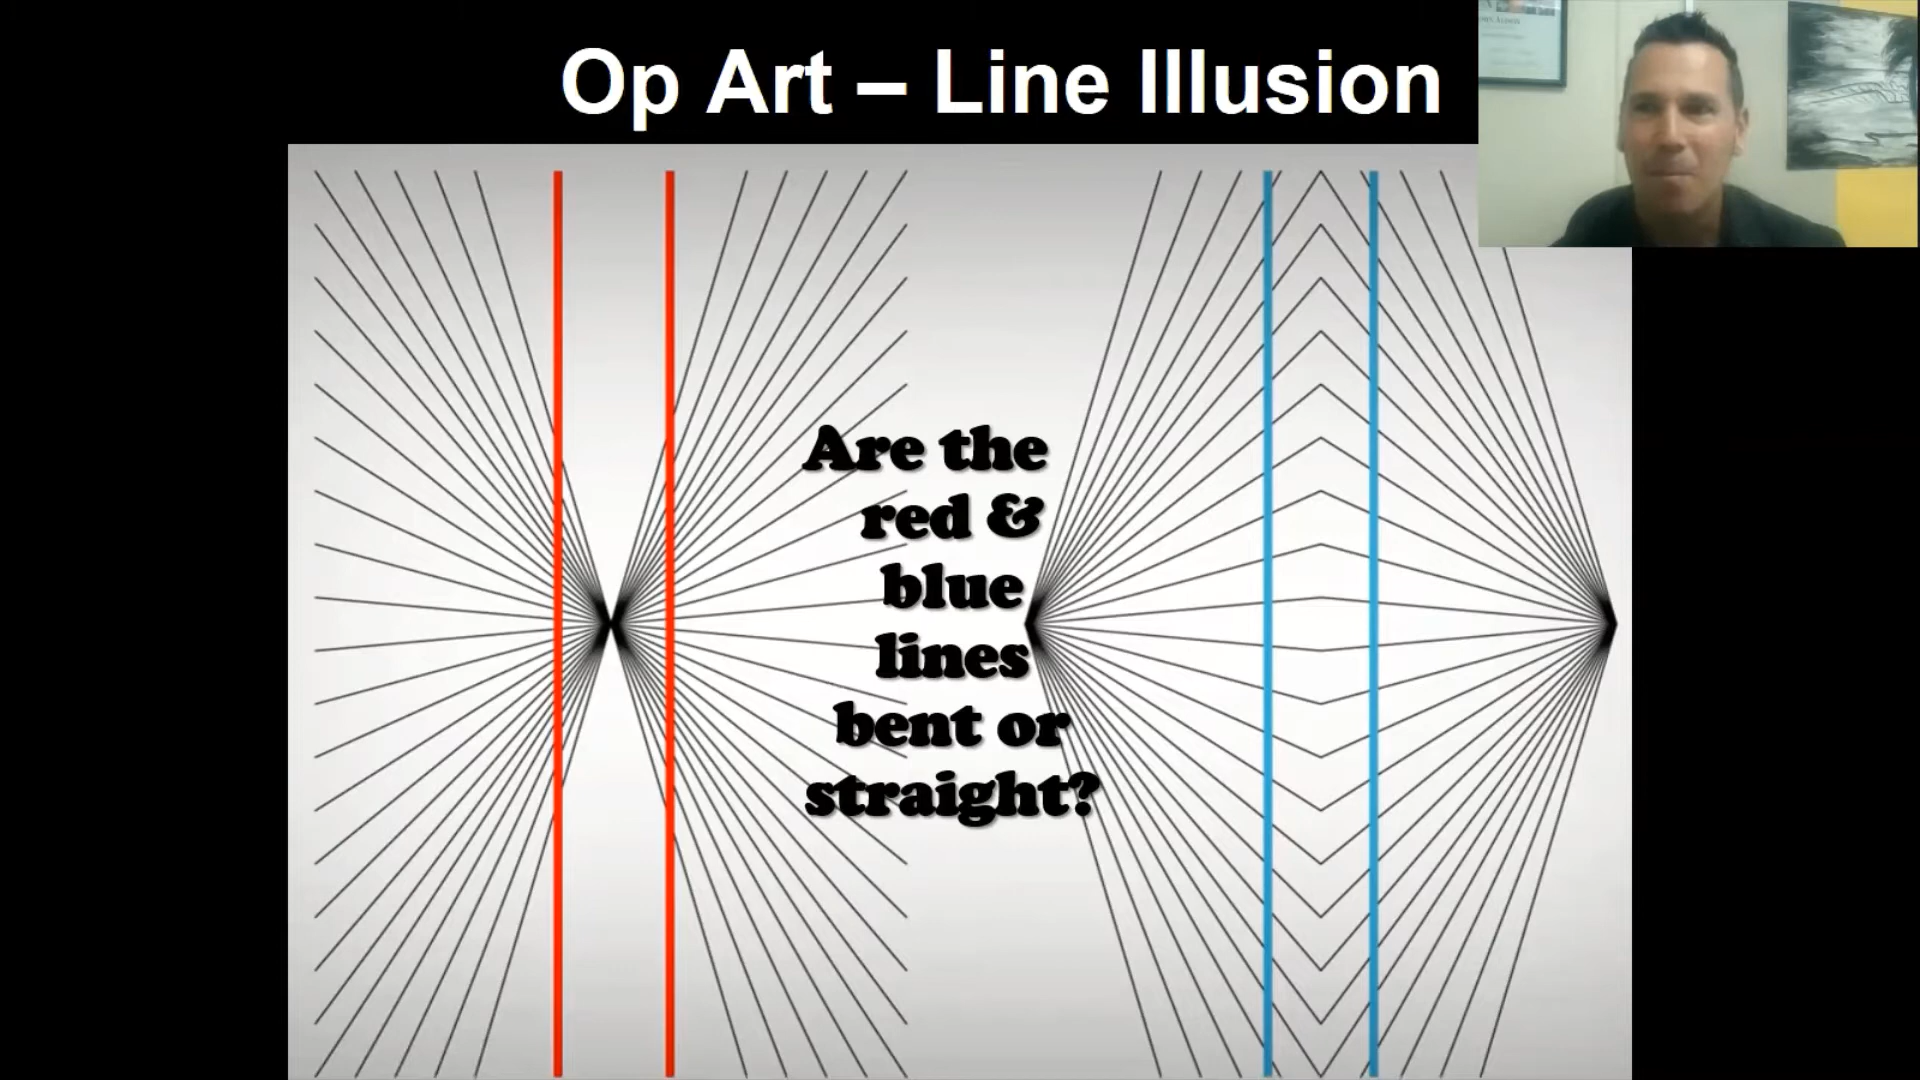 Op Art – Line Illusion
Are the
red &
blue
lines
bent or
straight?